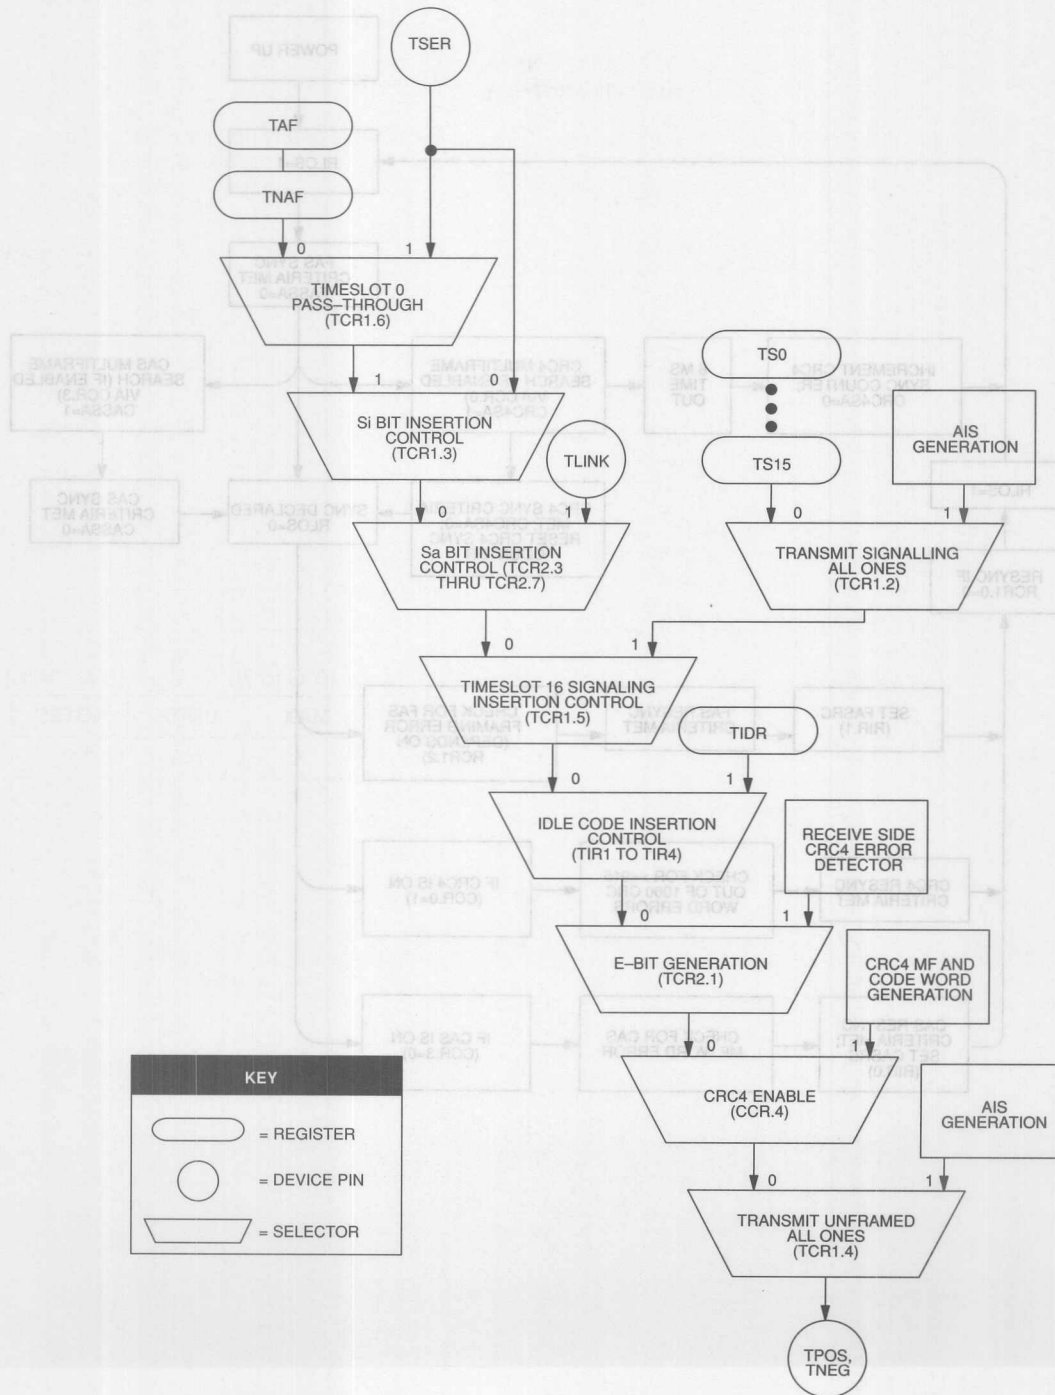 TSER
TAF
TNAF
0 1 0
TIMESLOT 0
PASS–THROUGH
(TCR1.6)
1 0
Si BIT INSERTION
CONTROL
(TCR1.3)
TLINK
TS0
TS15
AIS
GENERATION
0 1
Sa BIT INSERTION
CONTROL (TCR2.3
THRU TCR2.7)
0 1
TRANSMIT SIGNALLING
ALL ONES
(TCR1.2)
0 1
TIMESLOT 16 SIGNALING
INSERTION CONTROL
(TCR1.5)
TIDR
0 1
IDLE CODE INSERTION
CONTROL
(TIR1 TO TIR4)
RECEIVE SIDE
CRC4 ERROR
DETECTOR
0 1
E–BIT GENERATION
(TCR2.1)
CRC4 MF AND
CODE WORD
GENERATION
0 1
CRC4 ENABLE
(CCR.4)
AIS
GENERATION
0 1
TRANSMIT UNFRAMED
ALL ONES
(TCR1.4)
TPOS,
TNEG
KEY
= REGISTER
= DEVICE PIN
= SELECTOR